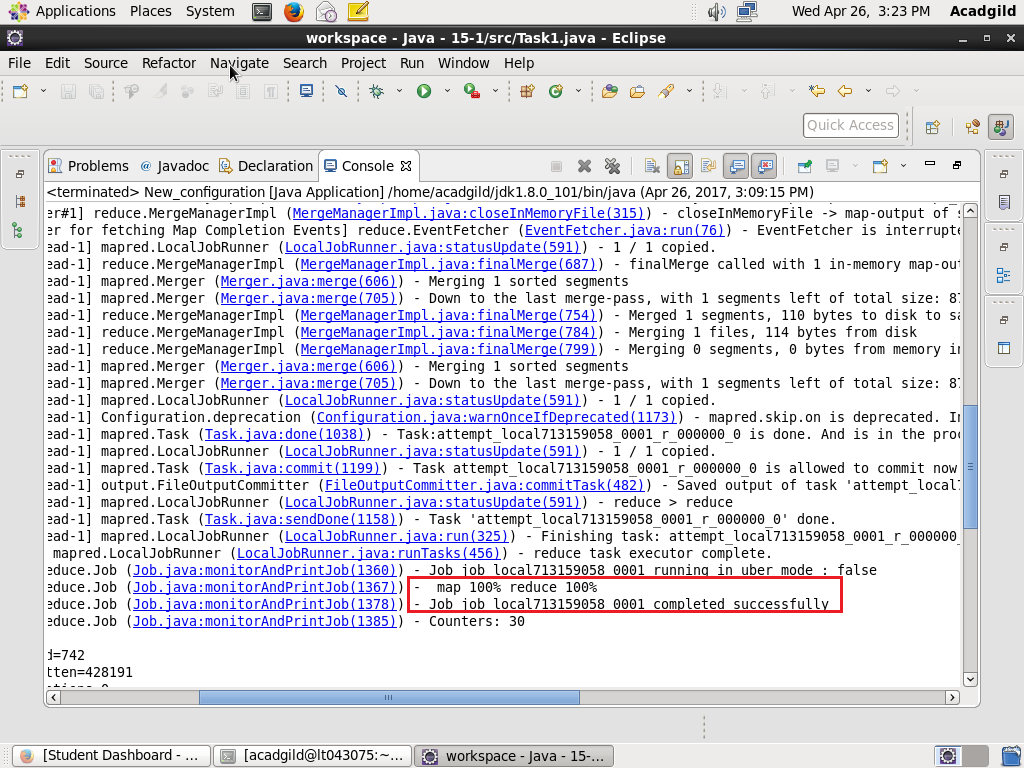 Applications Places System Wed Apr 26, 3:23 PM Acadgild
workspace - Java - 15-1/src/Task1.java - Eclipse
File Edit Source Refactor Navigate Search Project Run Window Help
Quick Access
Problems Javadoc Declaration Console
<terminated> New_configuration [Java Application] /home/acadgild/jdk1.8.0_101/bin/java (Apr 26, 2017, 3:09:15 PM)
er#1] reduce.MergeManagerImpl (MergeManagerImpl.java:closeInMemoryFile(315)) - closeInMemoryFile -> map-output of s
er for fetching Map Completion Events] reduce.EventFetcher (EventFetcher.java:run(76)) - EventFetcher is interrupte
ead-1] mapred.LocalJobRunner (LocalJobRunner.java:statusUpdate(591)) - 1 / 1 copied.
ead-1] reduce.MergeManagerImpl (MergeManagerImpl.java:finalMerge(687)) - finalMerge called with 1 in-memory map-out
ead-1] mapred.Merger (Merger.java:merge(606)) - Merging 1 sorted segments
ead-1] mapred.Merger (Merger.java:merge(705)) - Down to the last merge-pass, with 1 segments left of total size: 87
ead-1] reduce.MergeManagerImpl (MergeManagerImpl.java:finalMerge(754)) - Merged 1 segments, 110 bytes to disk to sa
ead-1] reduce.MergeManagerImpl (MergeManagerImpl.java:finalMerge(784)) - Merging 1 files, 114 bytes from disk
ead-1] reduce.MergeManagerImpl (MergeManagerImpl.java:finalMerge(799)) - Merging 0 segments, 0 bytes from memory in
ead-1] mapred.Merger (Merger.java:merge(606)) - Merging 1 sorted segments
ead-1] mapred.Merger (Merger.java:merge(705)) - Down to the last merge-pass, with 1 segments left of total size: 87
ead-1] mapred.LocalJobRunner (LocalJobRunner.java:statusUpdate(591)) - 1 / 1 copied.
ead-1] Configuration.deprecation (Configuration.java:warnOnceIfDeprecated(1173)) - mapred.skip.on is deprecated. In
ead-1] mapred.Task (Task.java:done(1038)) - Task:attempt_local713159058_0001_r_000000_0 is done. And is in the proc
ead-1] mapred.LocalJobRunner (LocalJobRunner.java:statusUpdate(591)) - 1 / 1 copied.
ead-1] mapred.Task (Task.java:commit(1199)) - Task attempt_local713159058_0001_r_000000_0 is allowed to commit now
ead-1] output.FileOutputCommitter (FileOutputCommitter.java:commitTask(482)) - Saved output of task 'attempt_local7
ead-1] mapred.LocalJobRunner (LocalJobRunner.java:statusUpdate(591)) - reduce > reduce
ead-1] mapred.Task (Task.java:sendDone(1158)) - Task 'attempt_local713159058_0001_r_000000_0' done.
ead-1] mapred.LocalJobRunner (LocalJobRunner.java:run(325)) - Finishing task: attempt_local713159058_0001_r_000000_
mapred.LocalJobRunner (LocalJobRunner.java:runTasks(456)) - reduce task executor complete.
educe.Job (Job.java:monitorAndPrintJob(1360)) - Job job_local713159058_0001 running in uber mode : false
educe.Job (Job.java:monitorAndPrintJob(1367)) - map 100% reduce 100%
educe.Job (Job.java:monitorAndPrintJob(1378)) - Job job_local713159058_0001 completed successfully
educe.Job (Job.java:monitorAndPrintJob(1385)) - Counters: 30
d=742
tten=428191
[Student Dashboard - ... [acadgild@lt043075:~... workspace - Java - 15-...